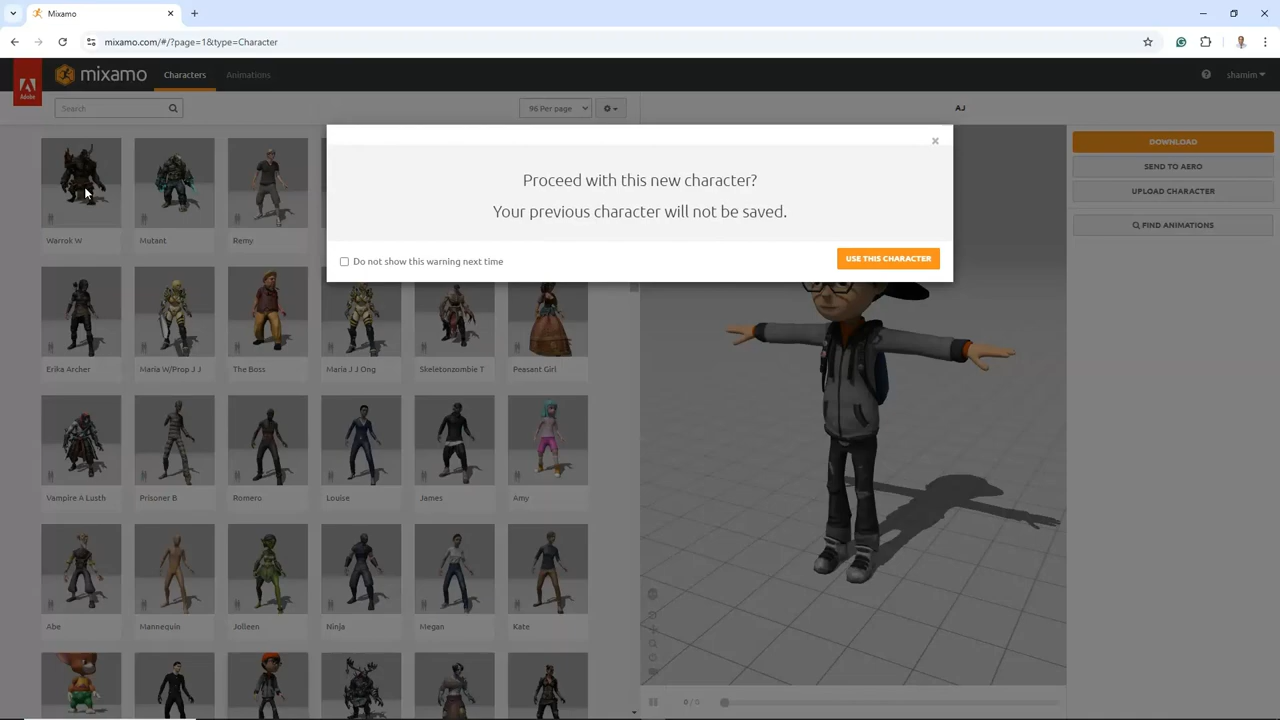 Mixamo
mixamo.com/#/?page=1&type=Character
Adobe
mixamo
Characters
Animations
shamim
Search
96 Per page
AJ
Proceed with this new character?
Your previous character will not be saved.
Do not show this warning next time
USE THIS CHARACTER
DOWNLOAD
SEND TO AERO
UPLOAD CHARACTER
FIND ANIMATIONS
Warrok W
Mutant
Remy
Erika Archer
Maria W/Prop J J
The Boss
Maria J J Ong
Skeletonzombie T
Peasant Girl
Vampire A Lusth
Prisoner B
Romero
Louise
James
Amy
Abe
Mannequin
Jolleen
Ninja
Megan
Kate
0 / 0